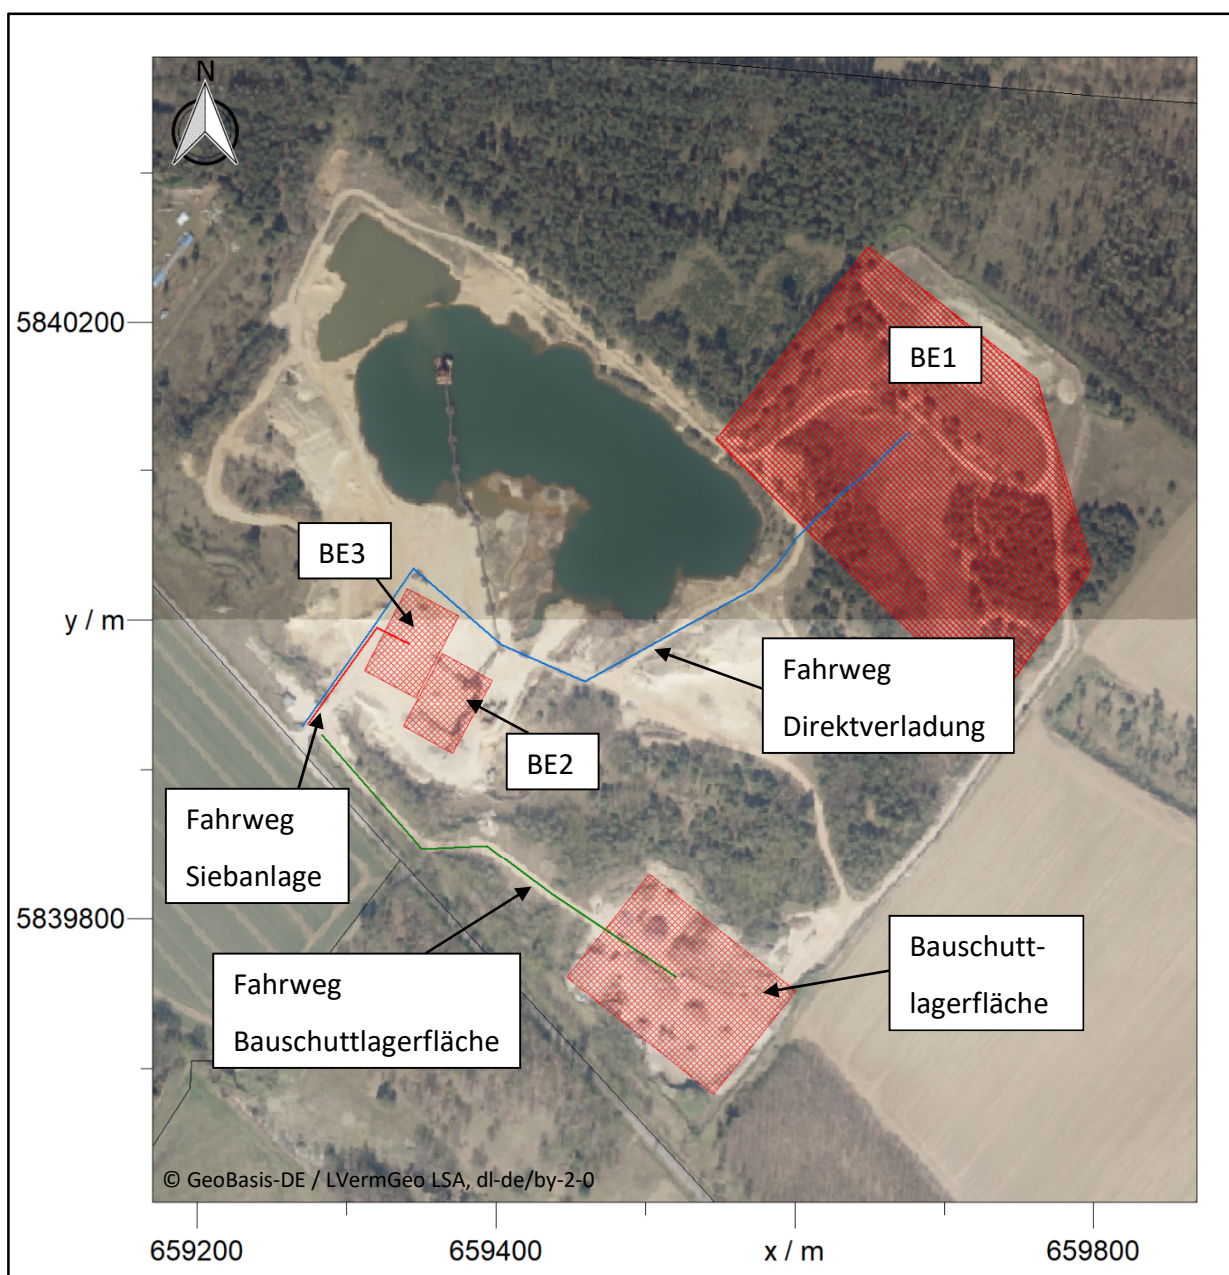 N
5840200
BE1
BE3
y / m
Fahrweg
Direktverladung
BE2
Fahrweg
Siebanlage
5839800
Bauschutt-
lagerfläche
Fahrweg
Bauschuttlagerfläche
© GeoBasis-DE / LVermGeo LSA, dl-de/by-2-0
659200
659400
x / m
659800